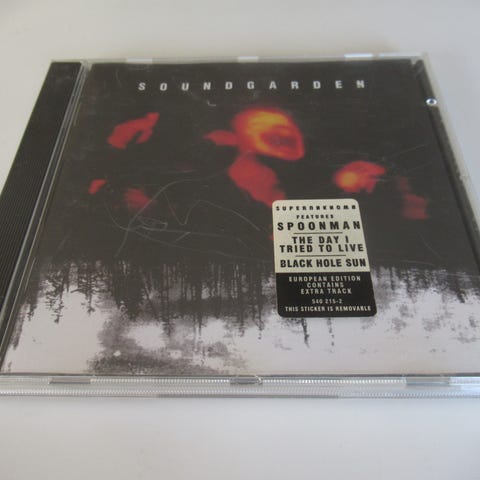 SOUNDGARDEN
SUPERUNKNOWN
FEATURES
SPOONMAN
THE DAY I
TRIED TO LIVE
BLACK HOLE SUN
EUROPEAN EDITION
CONTAINS
EXTRA TRACK
540 215-2
THIS STICKER IS REMOVABLE